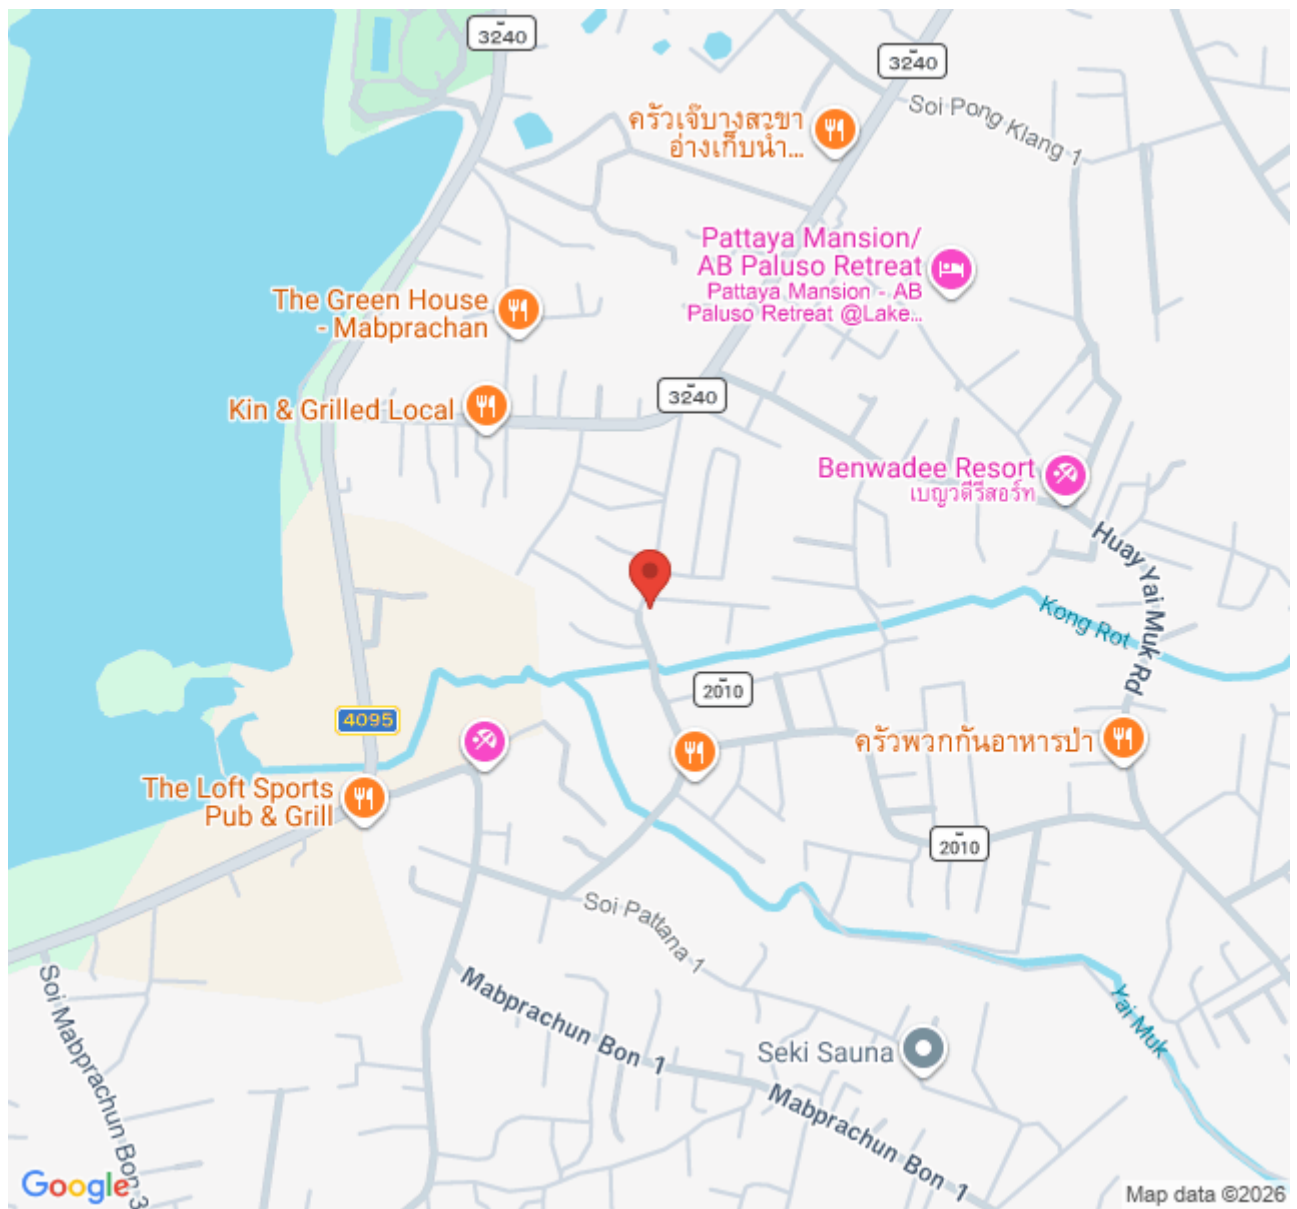 3240
3240
Soi Pong Klang 1
ครัวเจ๊บางสาขา
อ่างเก็บน้ำ...
Pattaya Mansion/
AB Paluso Retreat
Pattaya Mansion - AB
Paluso Retreat @Lake...
The Green House
- Mabprachan
3240
Kin & Grilled Local
Benwadee Resort
เบญวดีรีสอร์ท
Huay Yai Muk Rd
Kong Rot
2010
4095
ครัวพวกกันอาหารป่า
The Loft Sports
Pub & Grill
2010
Soi Pattana 1
Soi Mabprachun Bon 3
Mabprachun Bon 1
Yai Muk
Seki Sauna
Mabprachun Bon 1
Google
Map data ©2026